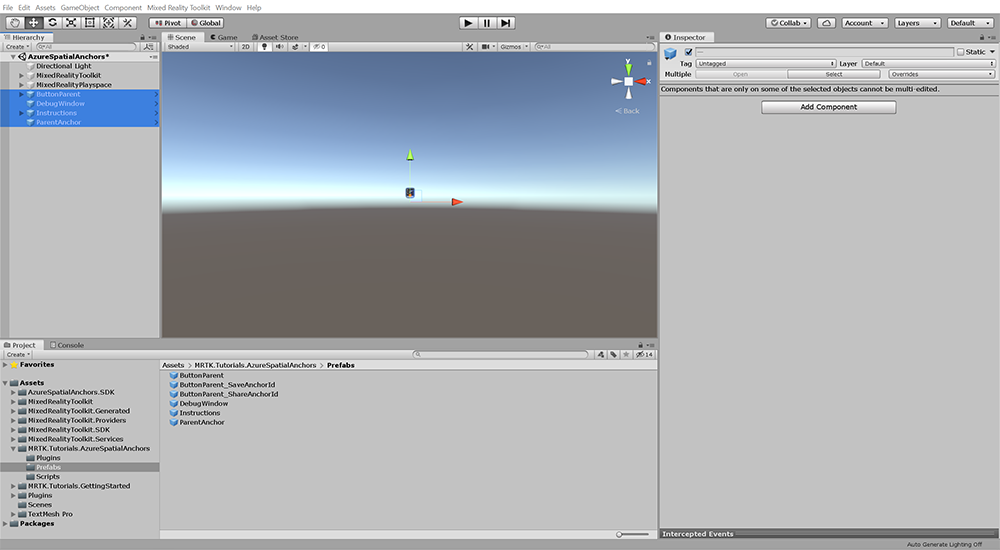 File Edit Assets GameObject Component Mixed Reality Toolkit Window Help
Pivot Global Collab Account Layers Default
Hierarchy Scene Game Asset Store Inspector
Create All Shaded 2D 0 Gizmos All — Static
AzureSpatialAnchors*
Directional Light
MixedRealityToolkit
MixedRealityPlayspace
ButtonParent
DebugWindow
Instructions
ParentAnchor
y
x
Back
Tag Untagged Layer Default
Multiple Open Select Overrides
Components that are only on some of the selected objects cannot be multi-edited.
Add Component
Project Console
Create 14
Favorites
Assets
AzureSpatialAnchors.SDK
MixedRealityToolkit
MixedRealityToolkit.Generated
MixedRealityToolkit.Providers
MixedRealityToolkit.SDK
MixedRealityToolkit.Services
MRTK.Tutorials.AzureSpatialAnchors
Plugins
Prefabs
Scripts
MRTK.Tutorials.GettingStarted
Plugins
Scenes
TextMesh Pro
Packages
Assets > MRTK.Tutorials.AzureSpatialAnchors > Prefabs
ButtonParent
ButtonParent_SaveAnchorId
ButtonParent_ShareAnchorId
DebugWindow
Instructions
ParentAnchor
Intercepted Events
Auto Generate Lighting Off